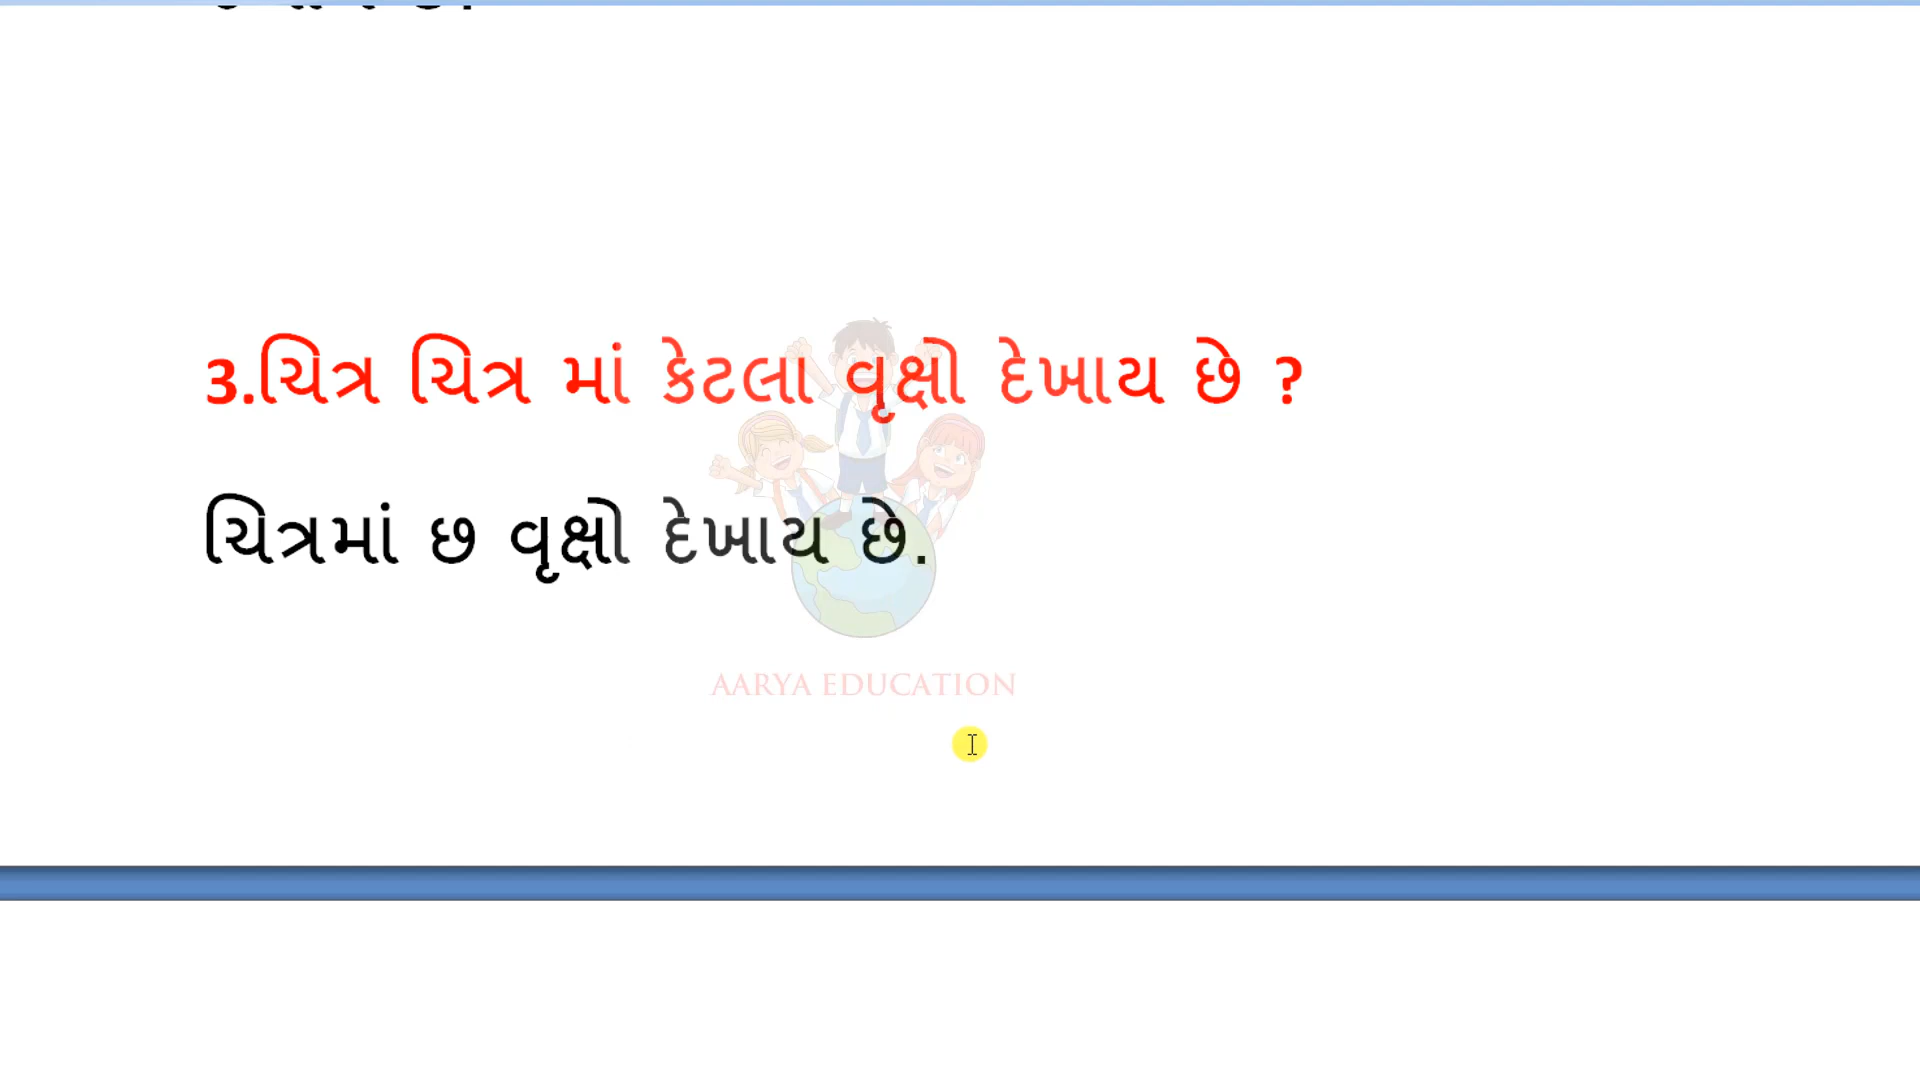 3.ચિત્ર ચિત્ર માં કેટલા વૃક્ષો દેખાય છે ?
ચિત્રમાં છ વૃક્ષો દેખાય છે.
AARYA EDUCATION